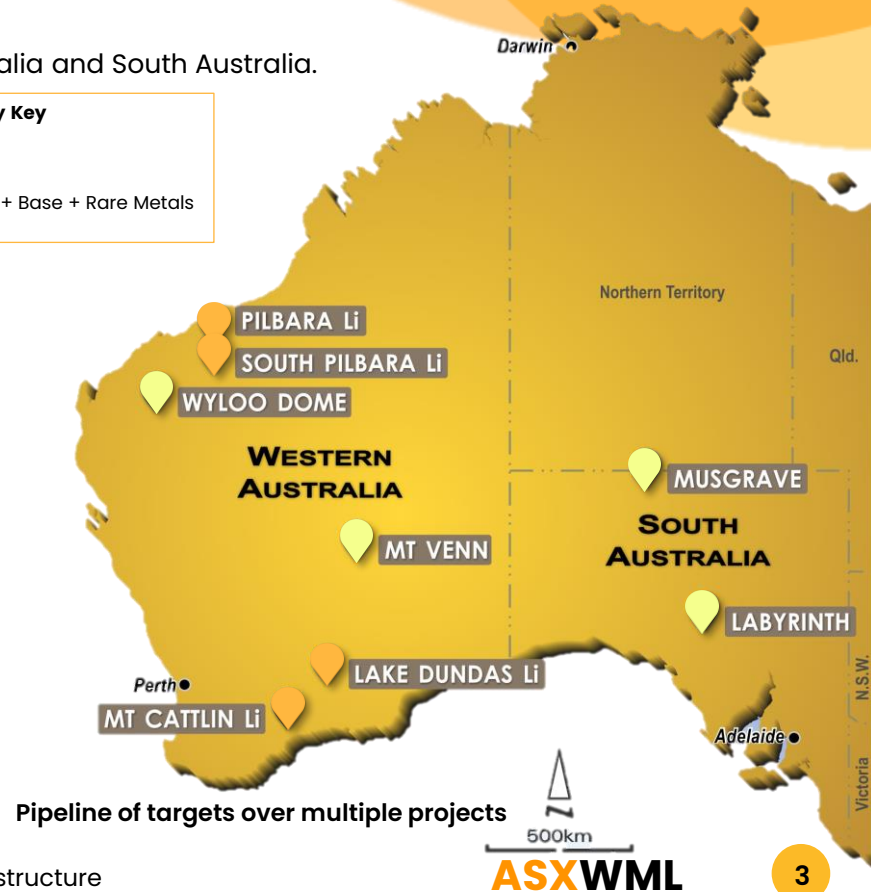 Darwin
alia and South Australia.
y Key
+ Base + Rare Metals
Northern Territory
PILBARA Li
Qld.
SOUTH PILBARA Li
WYLOO DOME
WESTERN
AUSTRALIA
MUSGRAVE
SOUTH
AUSTRALIA
MT VENN
LABYRINTH
LAKE DUNDAS Li
N.S.W.
Perth
MT CATTLIN Li
Adelaide
Victoria
Pipeline of targets over multiple projects
N
500km
structure
ASXWML
3